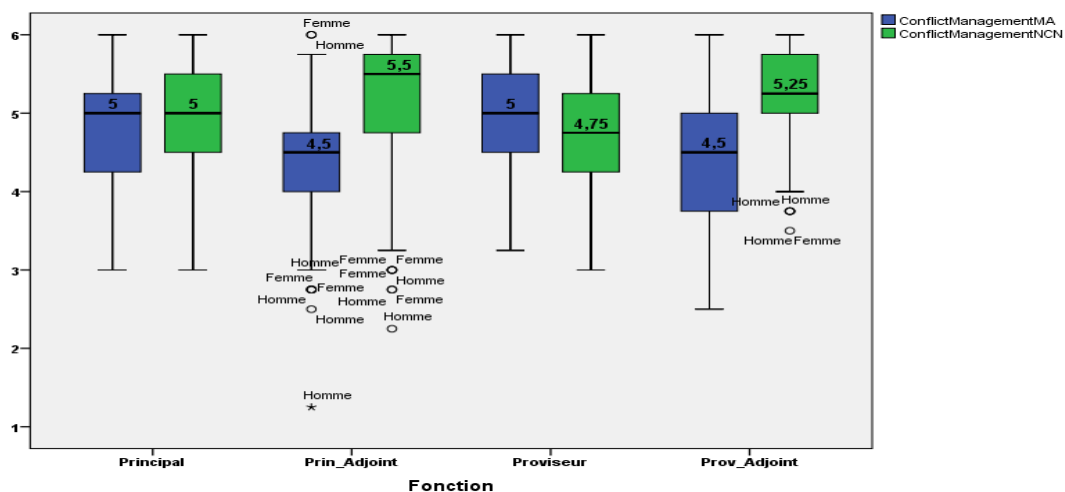 ConflictManagementMA
ConflictManagementNCN
6
5
4
3
2
1
5
5
Femme
Homme
4,5
5,5
5
4,75
4,5
5,25
Homme Homme
Homme Femme
Homme Femme Femme
Femme Femme Homme
Femme
Homme Homme Femme
Homme Homme
Homme
Principal Prin_Adjoint Proviseur Prov_Adjoint
Fonction